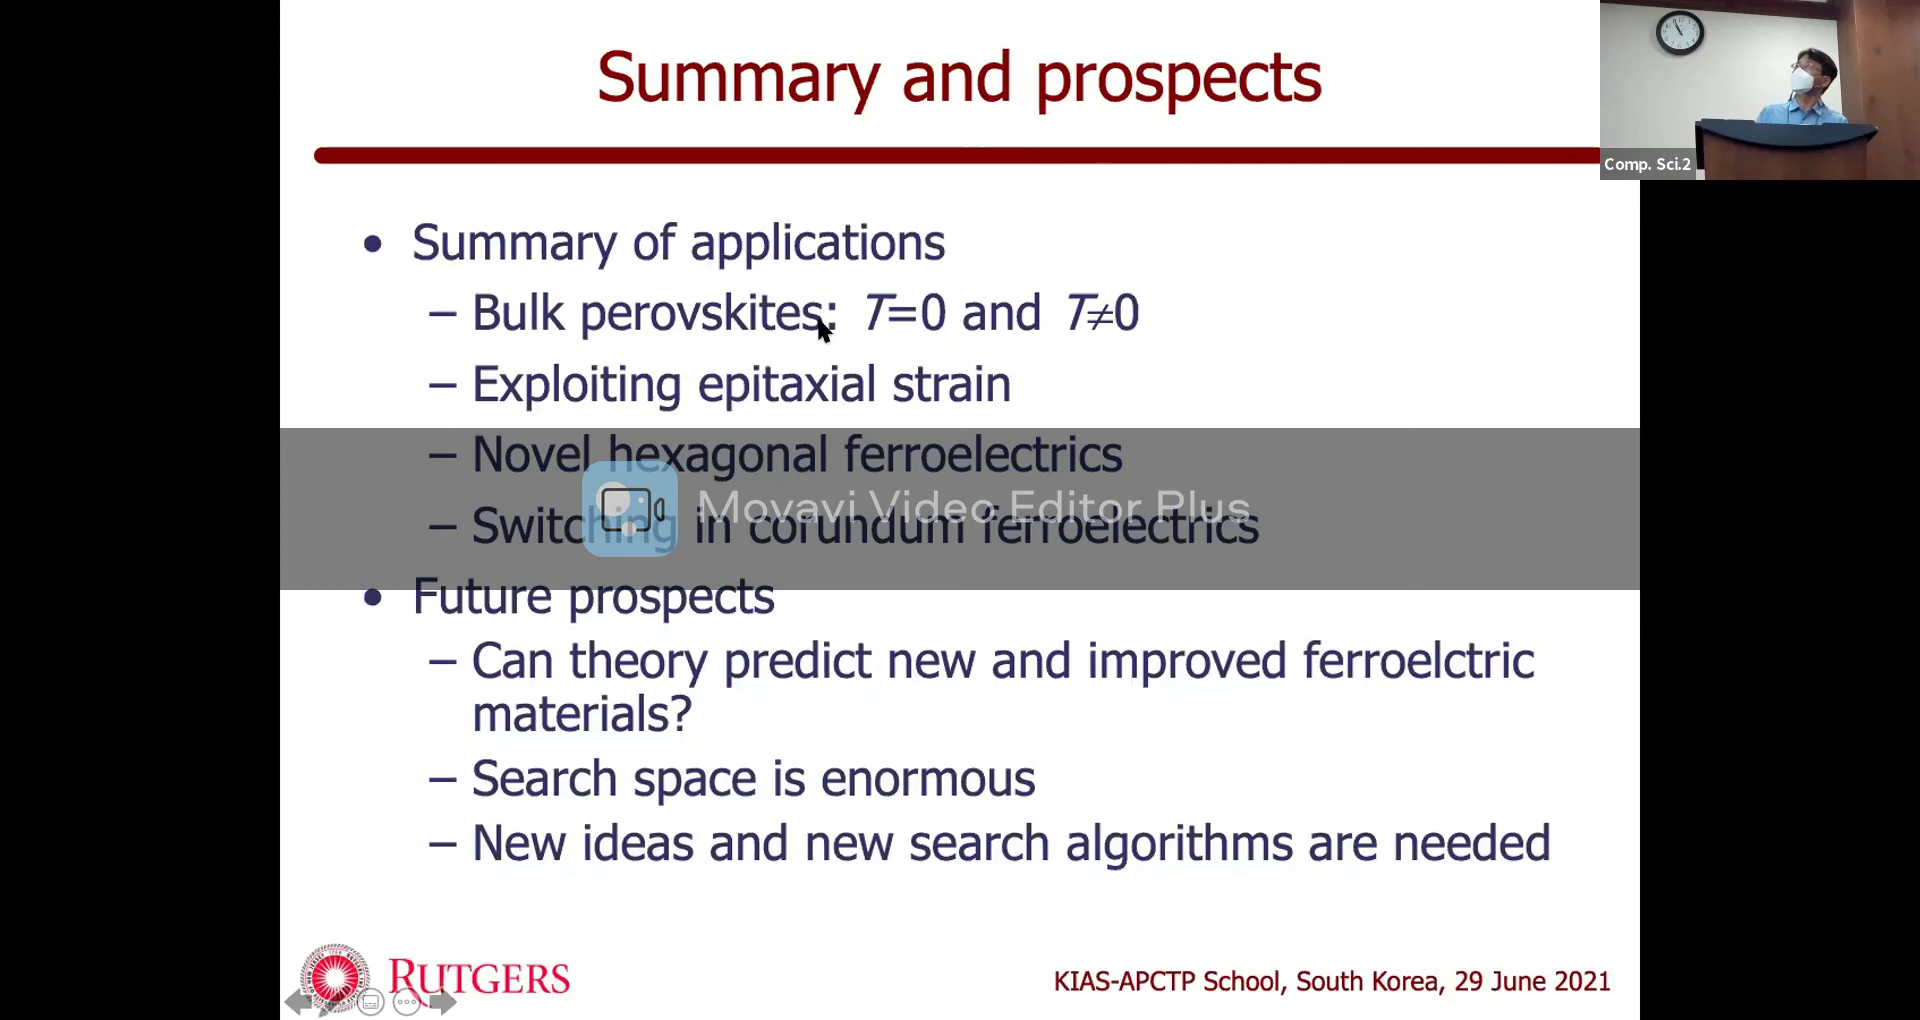 Summary and prospects
Comp. Sci.2
• Summary of applications
– Bulk perovskites: T=0 and T≠0
– Exploiting epitaxial strain
– Novel hexagonal ferroelectrics
Movavi Video Editor Plus
– Switching in corundum ferroelectrics
• Future prospects
– Can theory predict new and improved ferroelctric
materials?
– Search space is enormous
– New ideas and new search algorithms are needed
RUTGERS
KIAS-APCTP School, South Korea, 29 June 2021